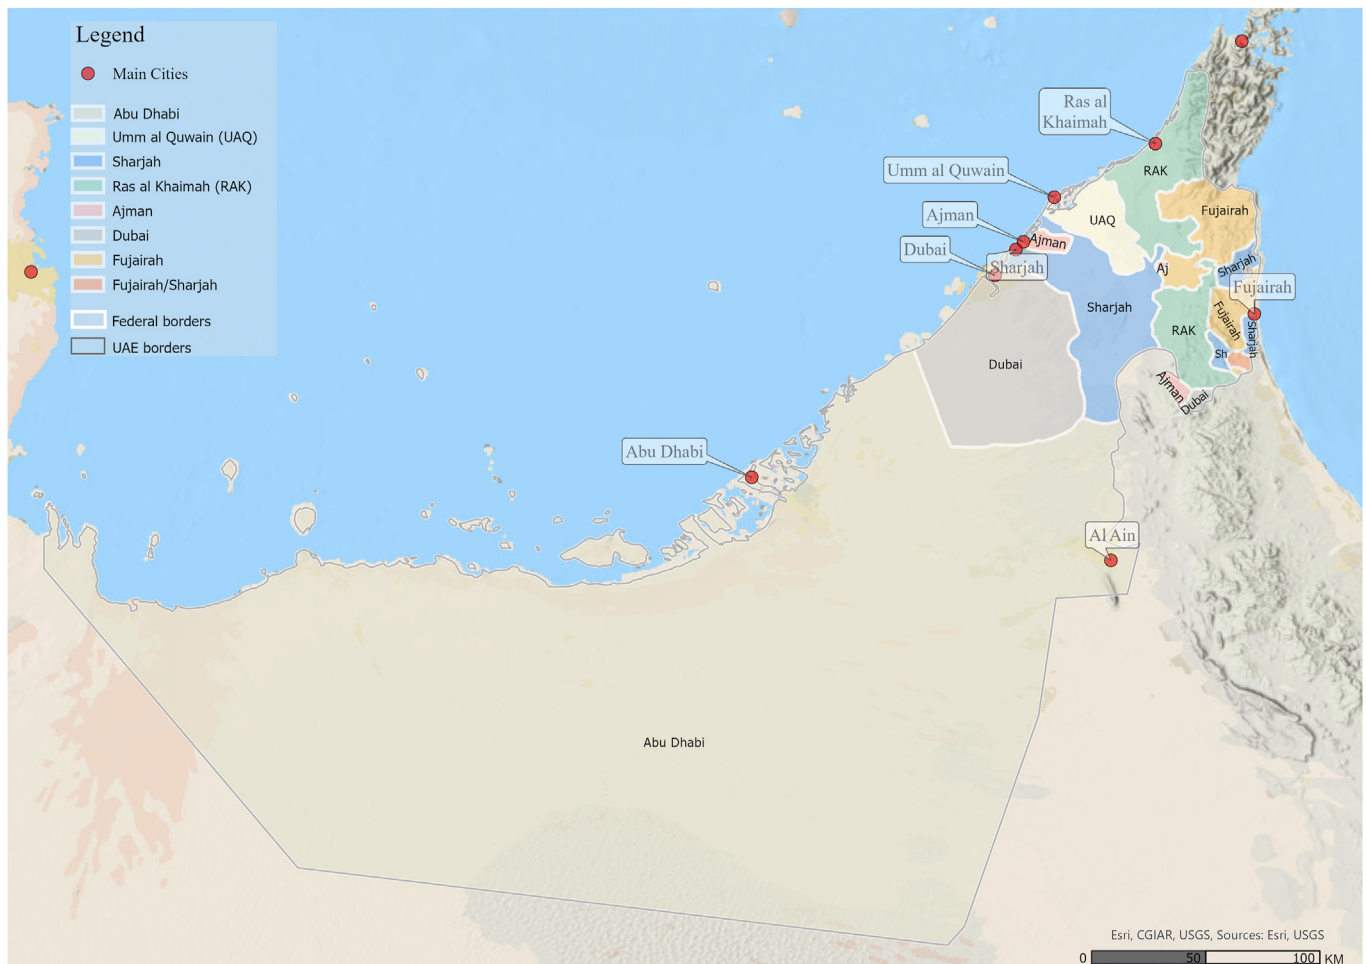 Legend
Main Cities
Abu Dhabi
Umm al Quwain (UAQ)
Sharjah
Ras al Khaimah (RAK)
Ajman
Dubai
Fujairah
Fujairah/Sharjah
Federal borders
UAE borders
Ras al
Khaimah
RAK
Umm al Quwain
Fujairah
Ajman
UAQ
Dubai
Ajman
Sharjah
Aj
Sharjah
Fujairah
Sharjah
Fujairah
RAK
Sharjah
Dubai
Sh
Ajman
Dubai
Abu Dhabi
Al Ain
Abu Dhabi
Esri, CGIAR, USGS, Sources: Esri, USGS
0 50 100 KM